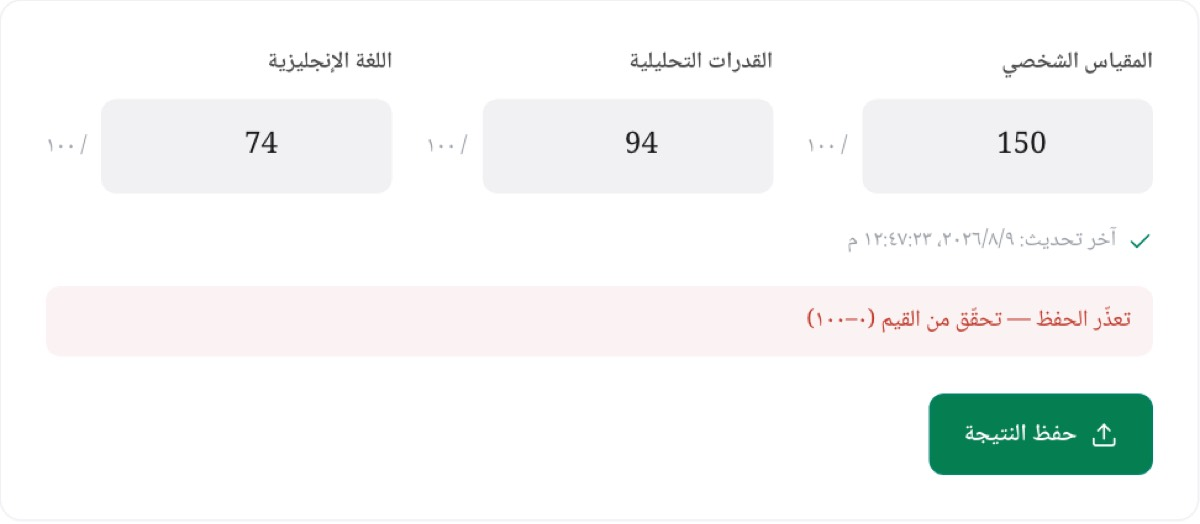 المقياس الشخصي
القدرات التحليلية
اللغة الإنجليزية
150
/ ١٠٠
94
/ ١٠٠
74
/ ١٠٠
آخر تحديث: ٢٠٢٦/٨/٩، ١٢:٤٧:٢٣ م
تعذّر الحفظ — تحقّق من القيم (٠–١٠٠)
حفظ النتيجة